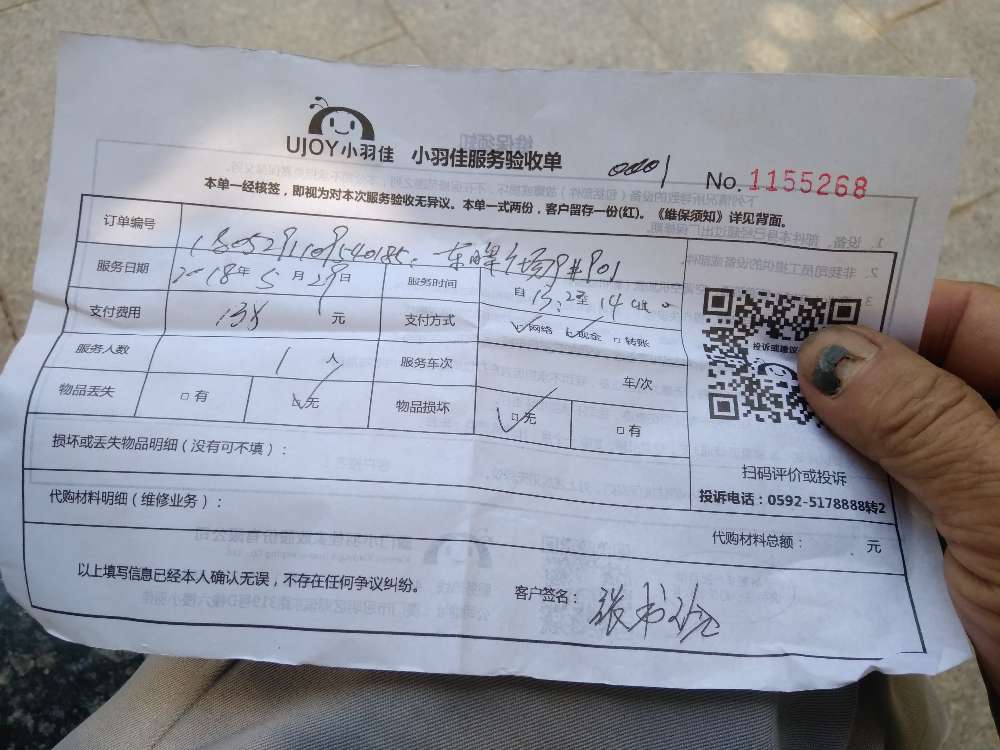 UJOY小羽佳 小羽佳服务验收单 0001 No. 1155268
本单一经核签，即视为对本次服务验收无异议。本单一式两份，客户留存一份(红)。《维保须知》详见背面。
订单编号
服务日期 2018年5月29日 服务时间 自 至
支付费用 138 元 支付方式 网络 现金 转账
服务人数 1人 服务车次 车/次
物品丢失 有 无 物品损坏 无 有
投诉或建议
损坏或丢失物品明细（没有可不填）：
扫码评价或投诉
投诉电话：0592-5178888转2
代购材料明细（维修业务）：
代购材料总额： 元
以上填写信息已经本人确认无误，不存在任何争议纠纷。
客户签名：